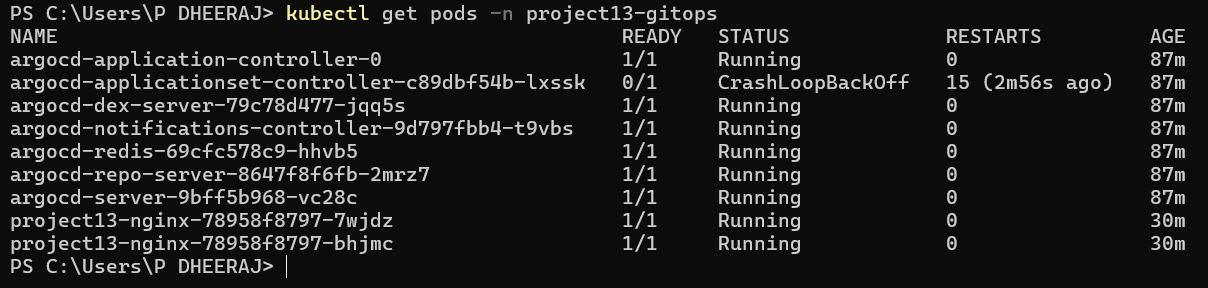 PS C:\Users\P DHEERAJ> kubectl get pods -n project13-gitops
NAME READY STATUS RESTARTS AGE
argocd-application-controller-0 1/1 Running 0 87m
argocd-applicationset-controller-c89dbf54b-lxssk 0/1 CrashLoopBackOff 15 (2m56s ago) 87m
argocd-dex-server-79c78d477-jqq5s 1/1 Running 0 87m
argocd-notifications-controller-9d797fbb4-t9vbs 1/1 Running 0 87m
argocd-redis-69cfc578c9-hhvb5 1/1 Running 0 87m
argocd-repo-server-8647f8f6fb-2mrz7 1/1 Running 0 87m
argocd-server-9bff5b968-vc28c 1/1 Running 0 87m
project13-nginx-78958f8797-7wjdz 1/1 Running 0 30m
project13-nginx-78958f8797-bhjmc 1/1 Running 0 30m
PS C:\Users\P DHEERAJ>